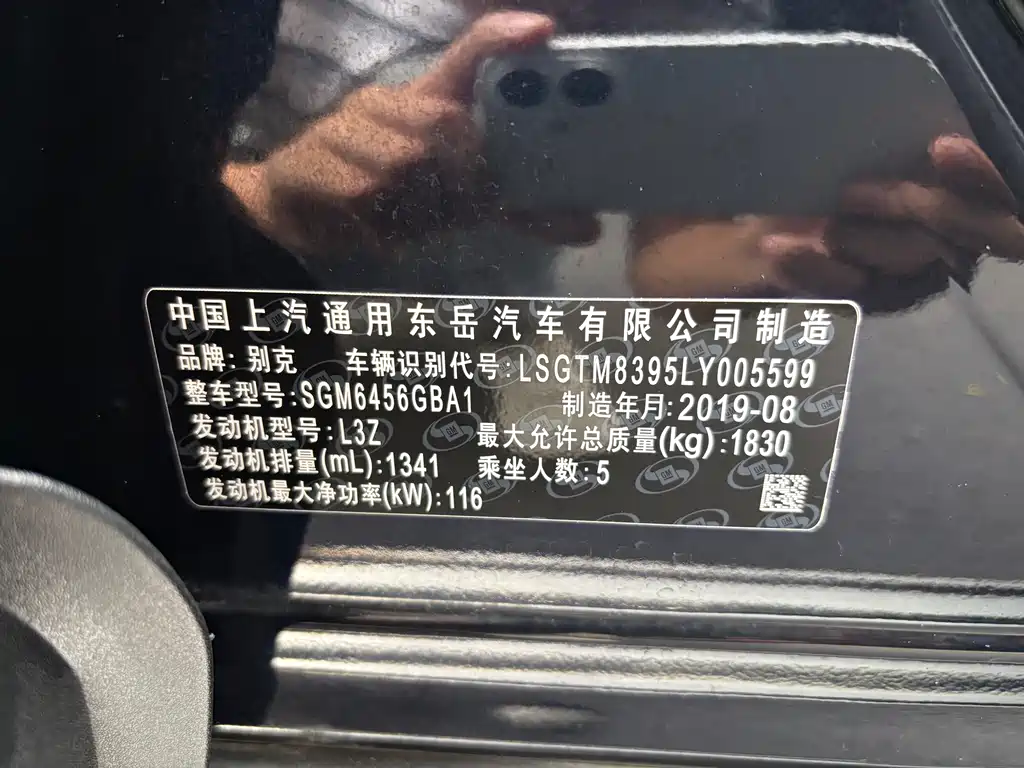 中国上汽通用东岳汽车有限公司制造
品牌: 别克 车辆识别代号:LSGTM8395LY005599
整车型号:SGM6456GBA1 制造年月:2019-08
发动机型号:L3Z 最大允许总质量(kg):1830
发动机排量(mL):1341 乘坐人数:5
发动机最大净功率(kW):116